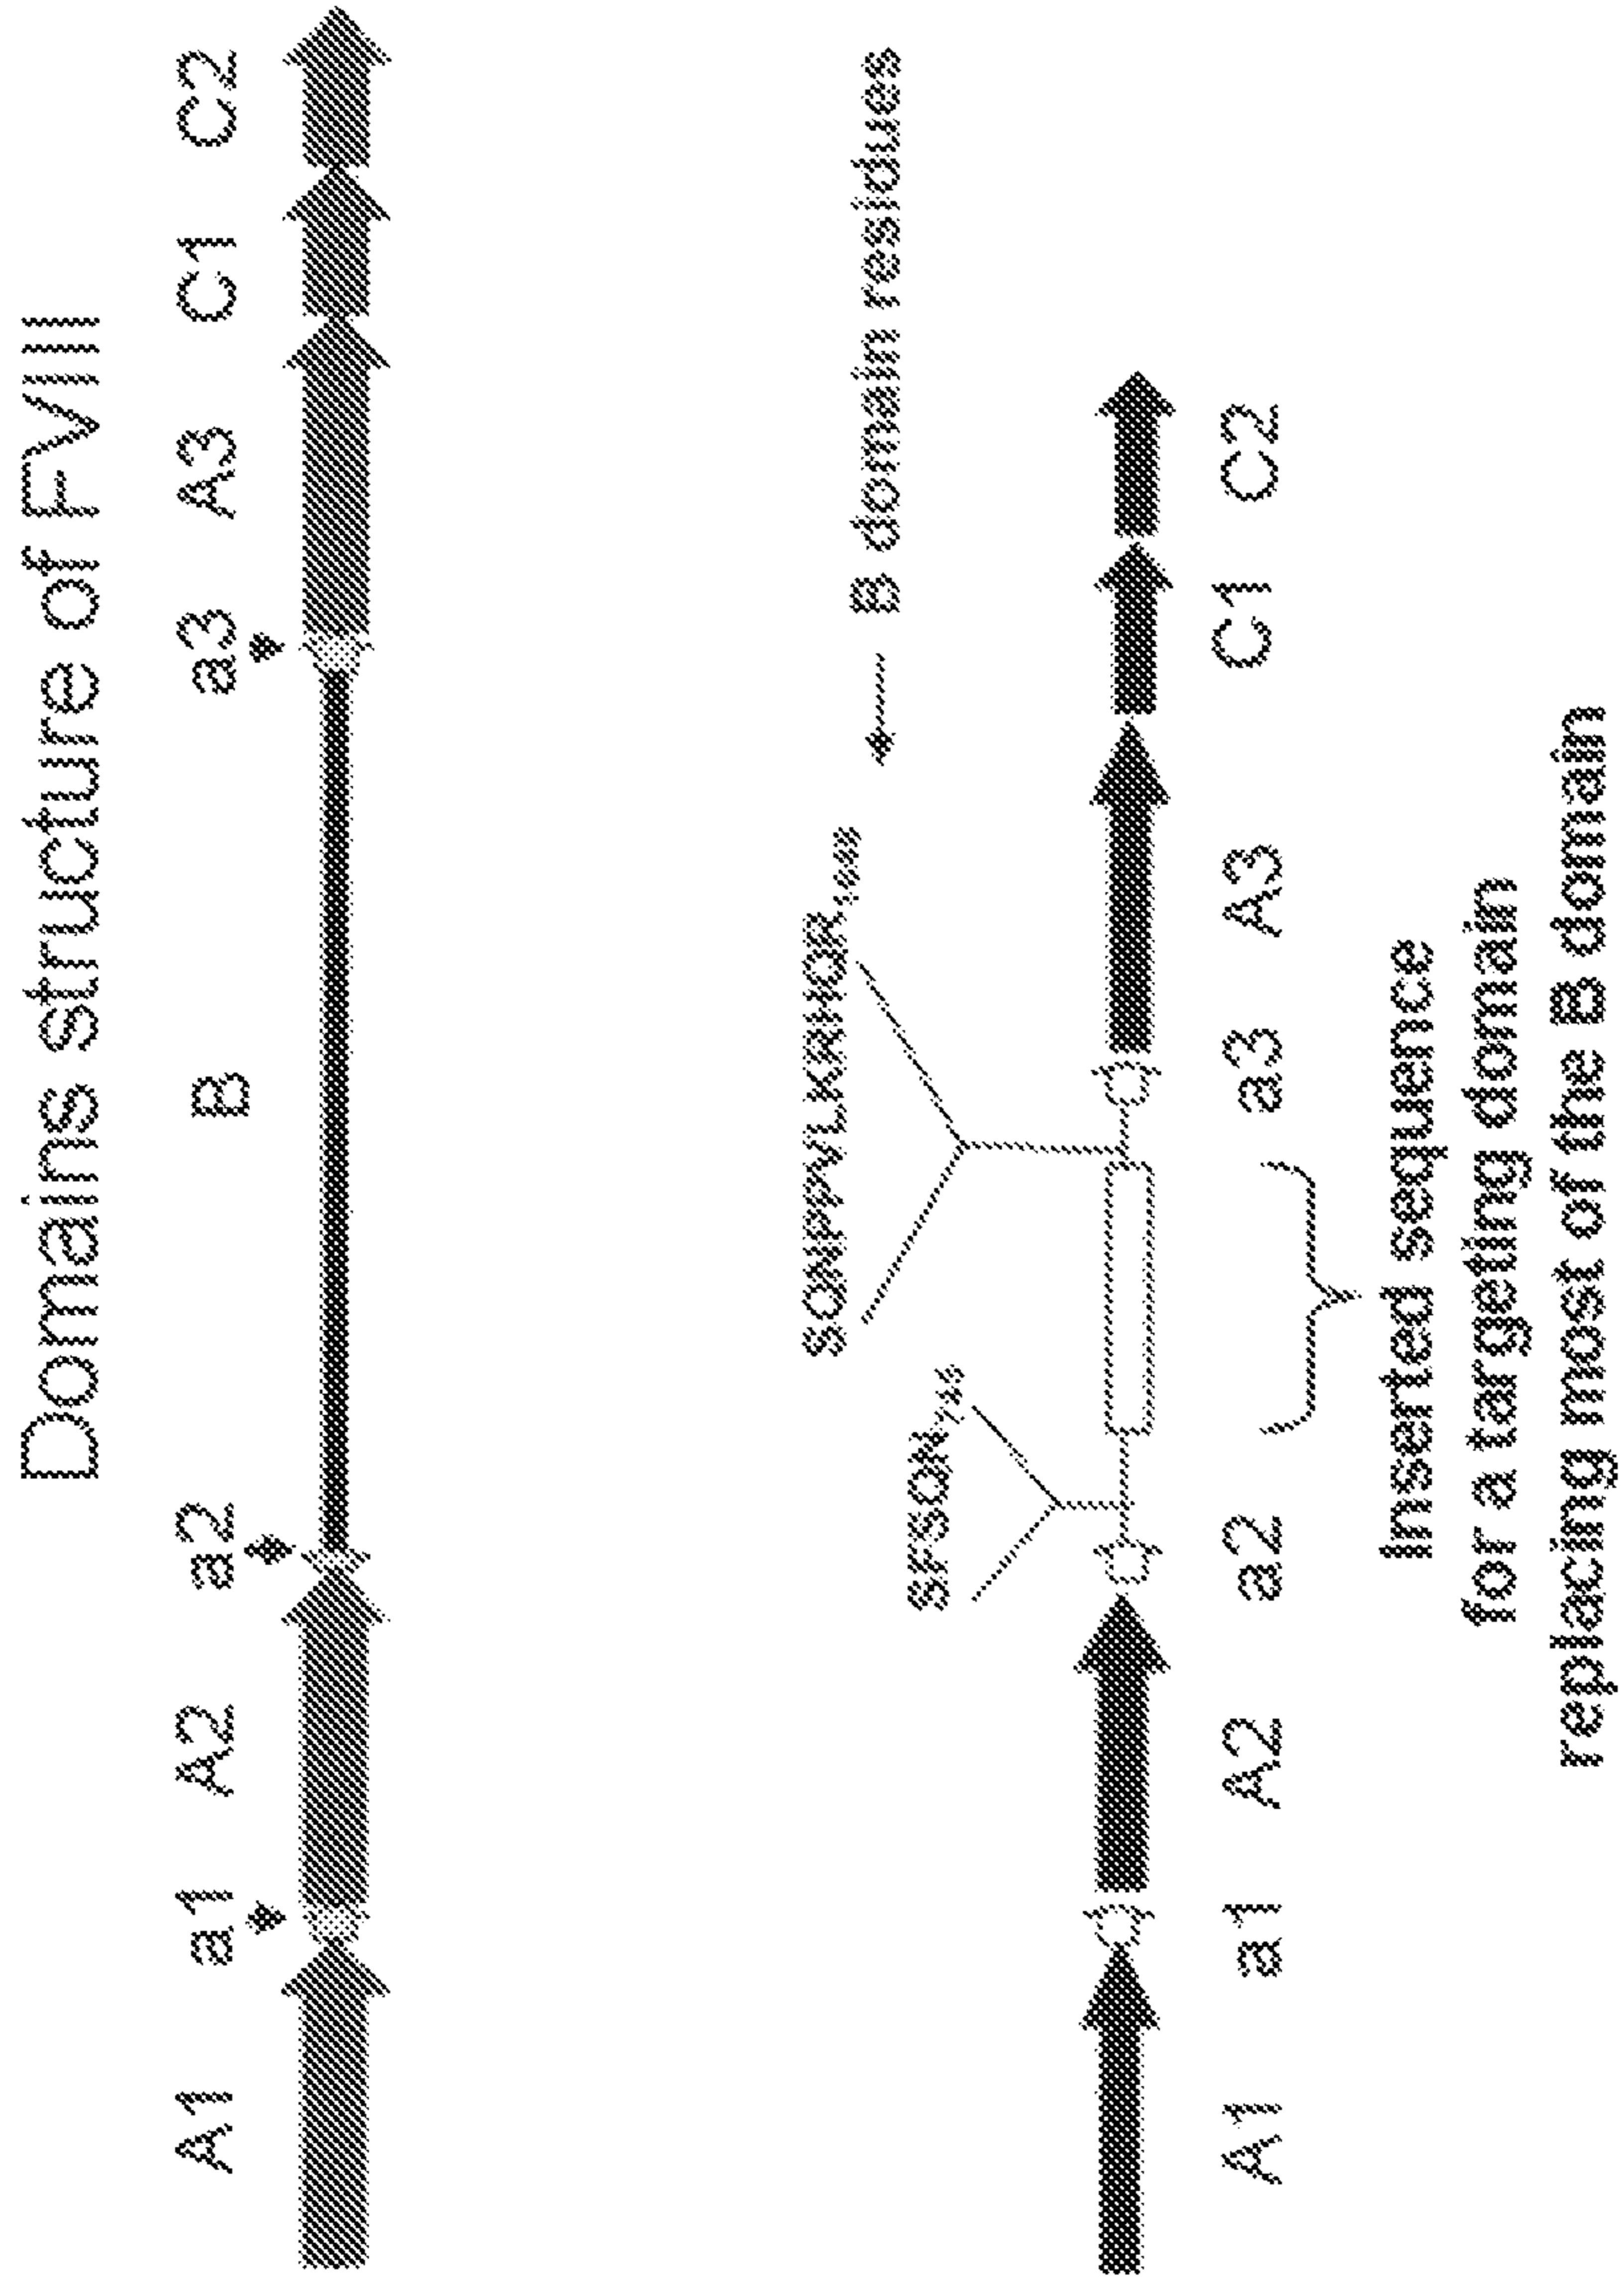 Domains structure of FVIII
A1 a1 A2 a2 B a3 A3 C1 C2
B domain residues
SFSQN
SQNPPVLKRHQR
A1 a1 A2 a2 a3 A3 C1 C2
Inserted sequence
for a targeting domain
replacing most of the B domain